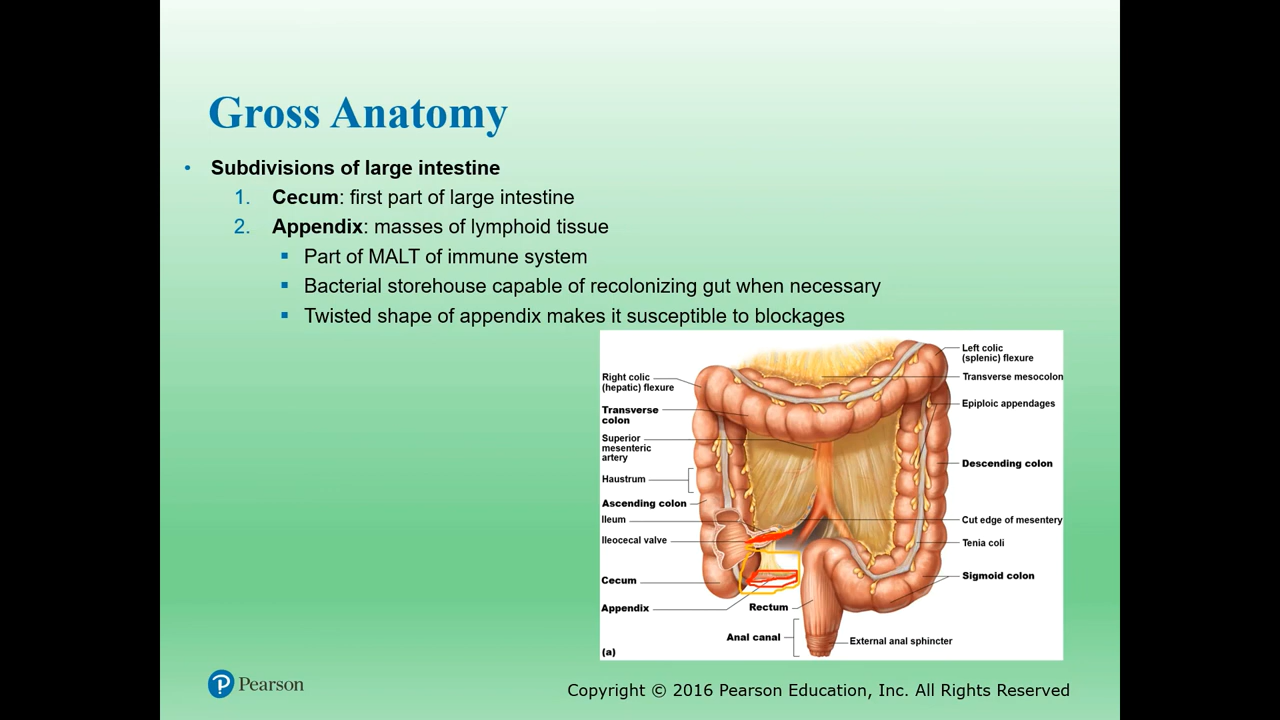 Gross Anatomy
• Subdivisions of large intestine
1. Cecum: first part of large intestine
2. Appendix: masses of lymphoid tissue
▪ Part of MALT of immune system
▪ Bacterial storehouse capable of recolonizing gut when necessary
▪ Twisted shape of appendix makes it susceptible to blockages
Right colic
(hepatic) flexure
Transverse
colon
Superior
mesenteric
artery
Haustrum
Ascending colon
Ileum
Ileocecal valve
Cecum
Appendix
Rectum
Anal canal
(a)
Left colic
(splenic) flexure
Transverse mesocolon
Epiploic appendages
Descending colon
Cut edge of mesentery
Tenia coli
Sigmoid colon
External anal sphincter
P Pearson
Copyright © 2016 Pearson Education, Inc. All Rights Reserved